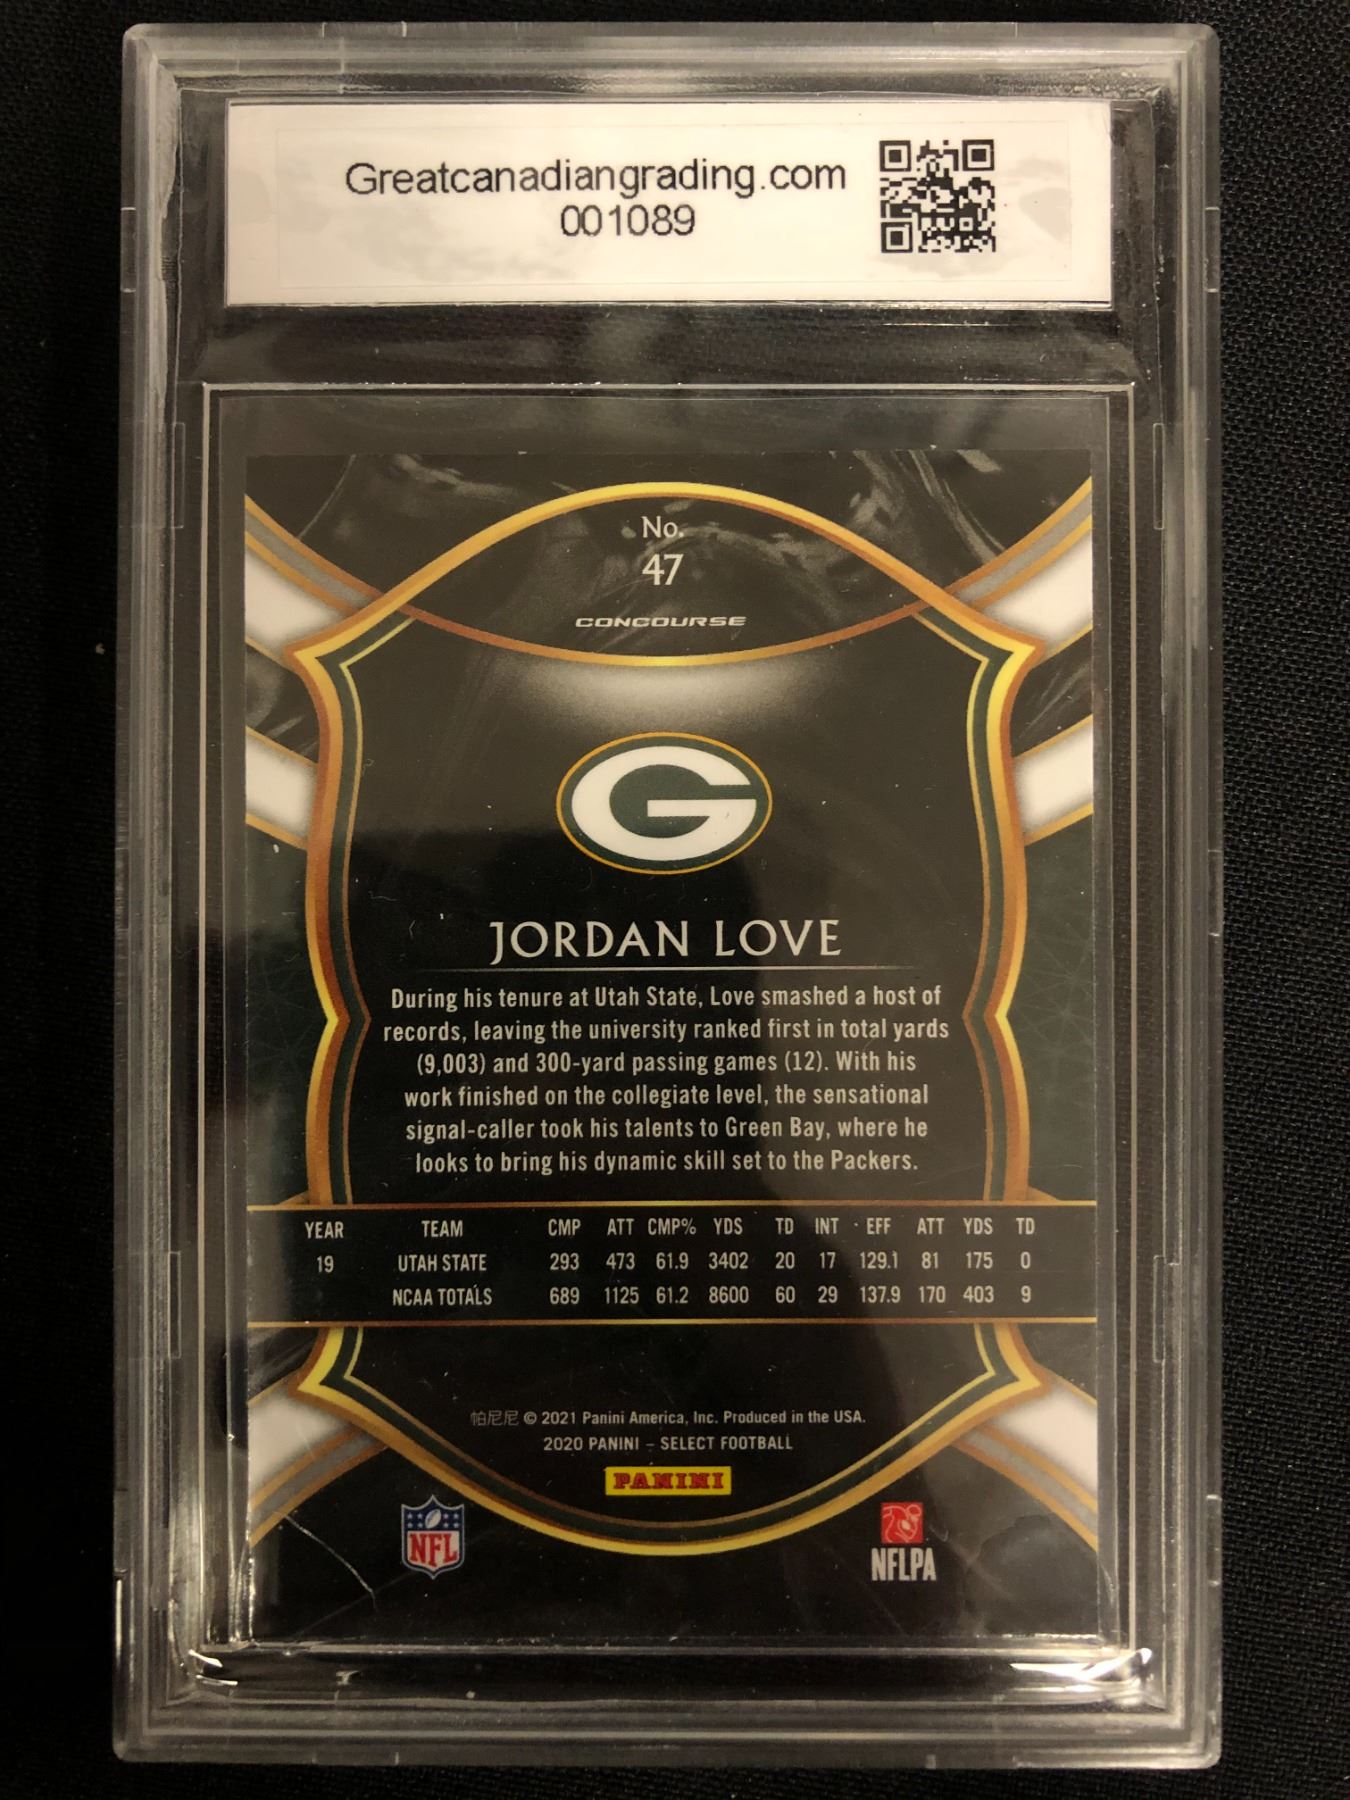 Greatcanadiangrading.com
001089
No.
47
CONCOURSE
G
JORDAN LOVE
During his tenure at Utah State, Love smashed a host of
records, leaving the university ranked first in total yards
(9,003) and 300-yard passing games (12). With his
work finished on the collegiate level, the sensational
signal-caller took his talents to Green Bay, where he
looks to bring his dynamic skill set to the Packers.
YEAR TEAM CMP ATT CMP% YDS TD INT EFF ATT YDS TD
19 UTAH STATE 293 473 61.9 3402 20 17 129.1 81 175 0
NCAA TOTALS 689 1125 61.2 8600 60 29 137.9 170 403 9
帕尼尼 © 2021 Panini America, Inc. Produced in the USA.
2020 PANINI – SELECT FOOTBALL
PANINI
NFL
NFLPA